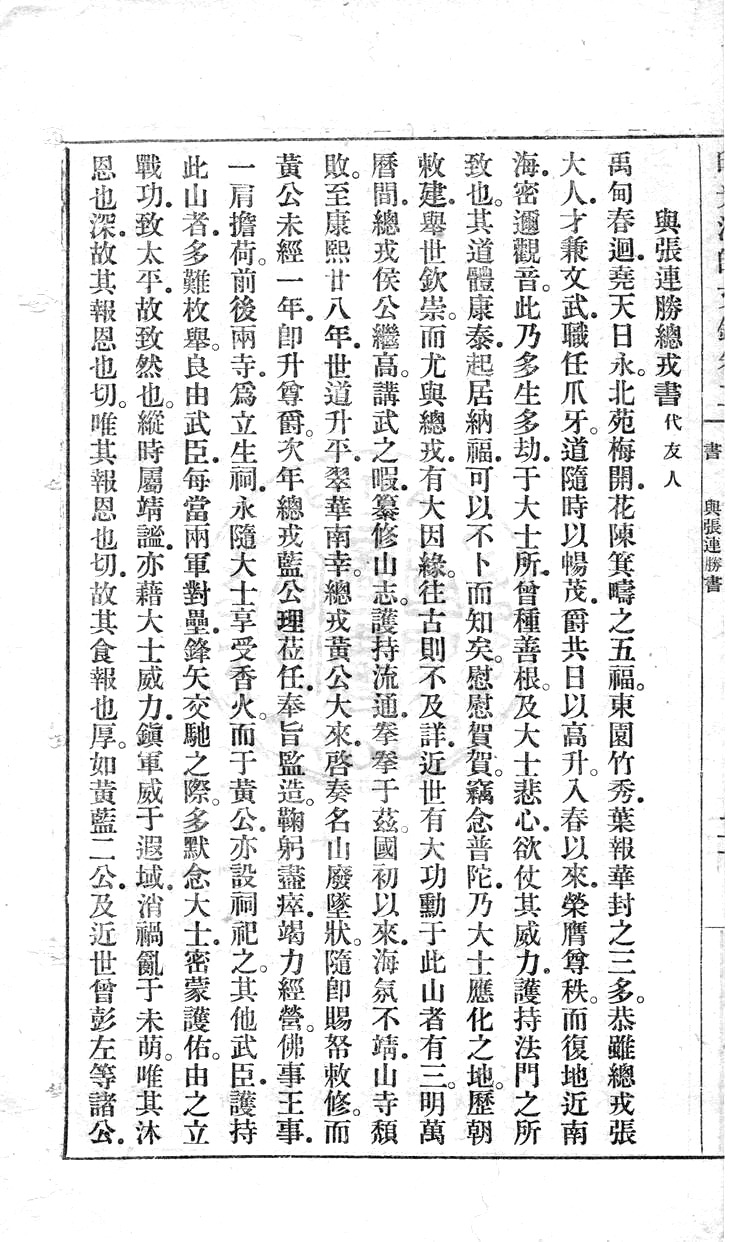 書 與張連勝書
與張連勝總戎書代友人
禹甸春迴。堯天日永。北苑梅開。花陳箕疇之五福。東園竹秀。葉報華封之三多。恭雖總戎張
大人。才兼文武。職任爪牙。道隨時以暢茂。爵共日以高升。入春以來。榮膺尊秩。而復地近南
海。密邇觀音。此乃多生多劫。于大士所。曾種善根。及大士悲心。欲仗其威力。護持法門之所
致也。其道體康泰。起居納福。可以不卜而知矣。慰慰賀賀。竊念普陀。乃大士應化之地。歷朝
敕建。舉世欽崇。而尤與總戎。有大因緣。往古則不及詳。近世有大功勳于此山者有三。明萬
曆間。總戎侯公繼高。講武之暇。纂修山志。護持流通。拳拳于茲。國初以來。海氛不靖。山寺頹
敗。至康熙廿八年。世道升平。翠華南幸。總戎黃公大來。啓奏名山廢墜狀。隨卽賜帑敕修。而
黃公未經一年。卽升尊爵。次年總戎藍公理莅任。奉旨監造。鞠躬盡瘁。竭力經營。佛事王事。
一肩擔荷。前後兩寺。爲立生祠。永隨大士享受香火。而于黃公。亦設祠祀之。其他武臣。護持
此山者。多難枚舉。良由武臣。每當兩軍對壘。鋒矢交馳之際。多默念大士。密蒙護佑。由之立
戰功。致太平。故致然也。縱時屬靖謐。亦藉大士威力。鎭軍威于遐域。消禍亂于未萌。唯其沐
恩也深。故其報恩也切。唯其報恩也切。故其食報也厚。如黃藍二公。及近世曾彭左等諸公。